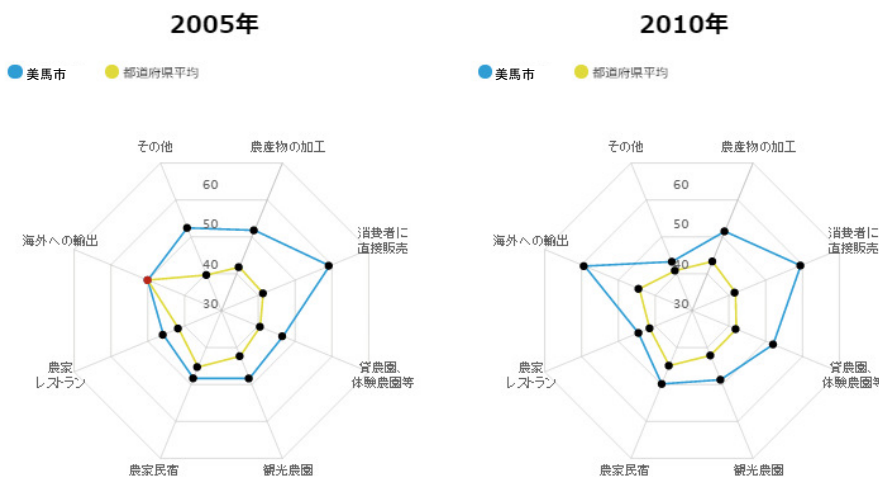 2005年
美馬市 都道府県平均
その他
農産物の加工
60
50
40
30
消費者に
直接販売
海外への輸出
農家
レストラン
貸農園、
体験農園等
農家民宿
観光農園
2010年
美馬市 都道府県平均
その他
農産物の加工
60
50
40
30
消費者に
直接販売
海外への輸出
農家
レストラン
貸農園、
体験農園等
農家民宿
観光農園